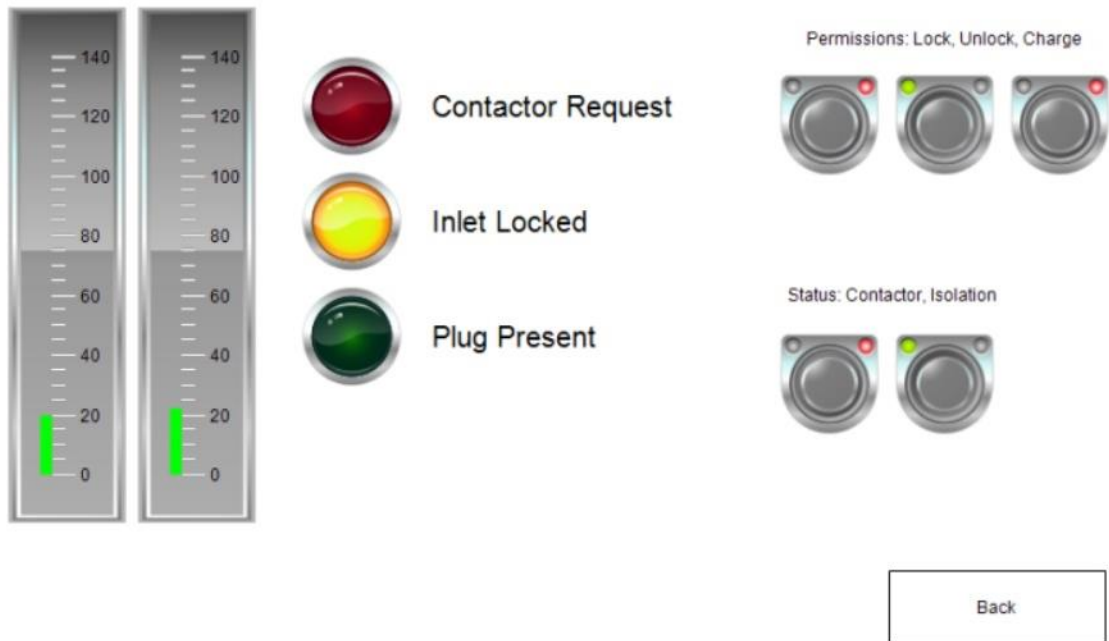 140
120
100
80
60
40
20
0
140
120
100
80
60
40
20
0
Contactor Request
Inlet Locked
Plug Present
Permissions: Lock, Unlock, Charge
Status: Contactor, Isolation
Back